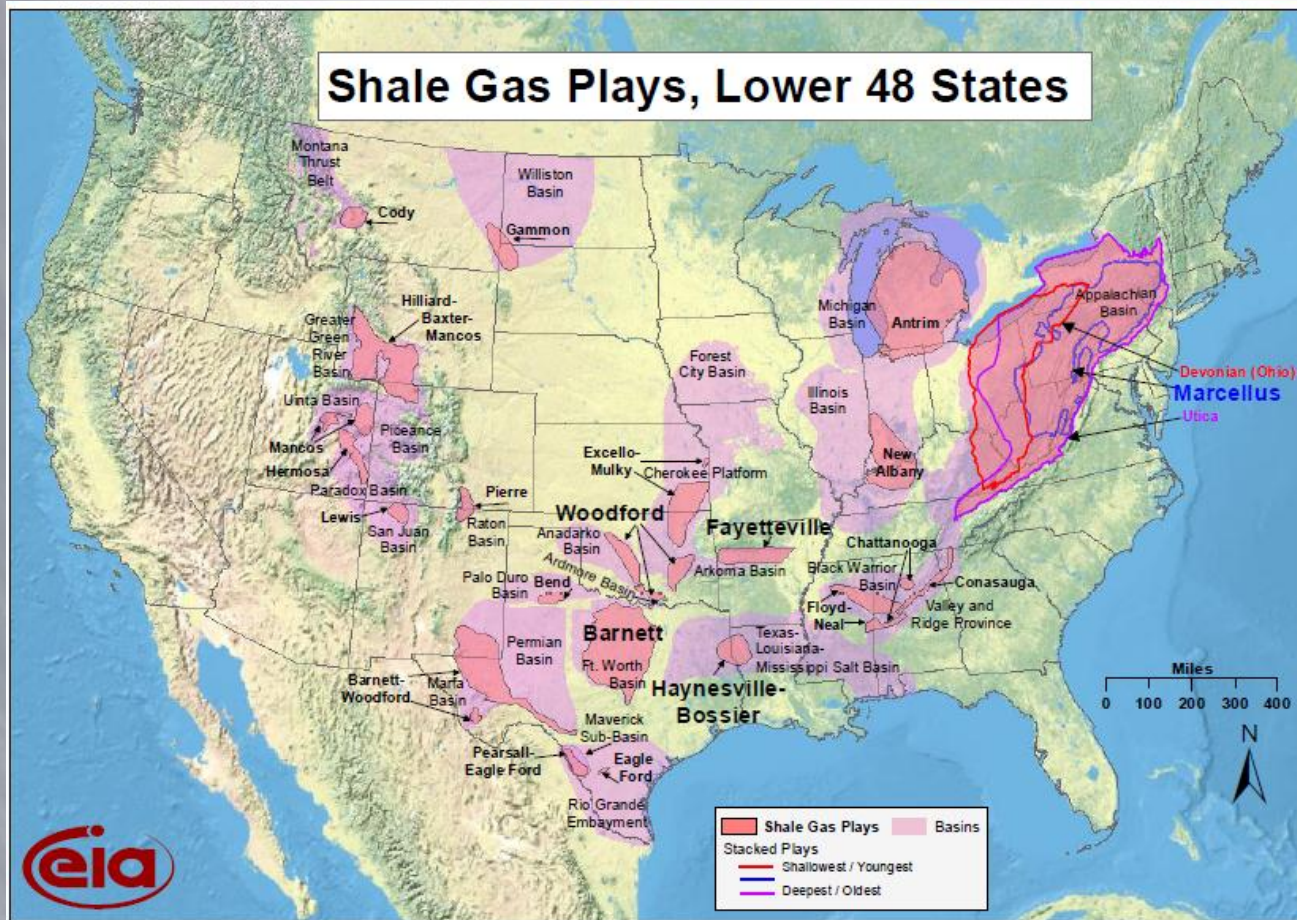 Shale Gas Plays, Lower 48 States
Montana
Thrust
Belt
Cody
Williston
Basin
Gammon
Hilliard-
Baxter-
Mancos
Greater
Green
River
Basin
Uinta Basin
Mancos
Piceance
Basin
Hermosa
Paradox Basin
Lewis
San Juan
Basin
Pierre
Raton
Basin
Michigan
Basin
Antrim
Forest
City Basin
Illinois
Basin
New
Albany
Excello-
Mulky
Cherokee Platform
Appalachian
Basin
Devonian (Ohio)
Marcellus
Utica
Woodford
Anadarko
Basin
Ardmore Basin
Palo Duro
Basin
Bend
Fayetteville
Arkoma Basin
Chattanooga
Black Warrior
Basin
Conasauga
Floyd-
Neal
Valley and
Ridge Province
Permian
Basin
Barnett
Ft. Worth
Basin
Barnett-
Woodford
Marfa
Basin
Texas-
Louisiana-
Mississippi Salt Basin
Haynesville-
Bossier
Maverick
Sub-Basin
Pearsall-
Eagle Ford
Eagle
Ford
Rio Grande
Embayment
Miles
0 100 200 300 400
N
Shale Gas Plays Basins
Stacked Plays
Shallowest / Youngest
Deepest / Oldest
eia